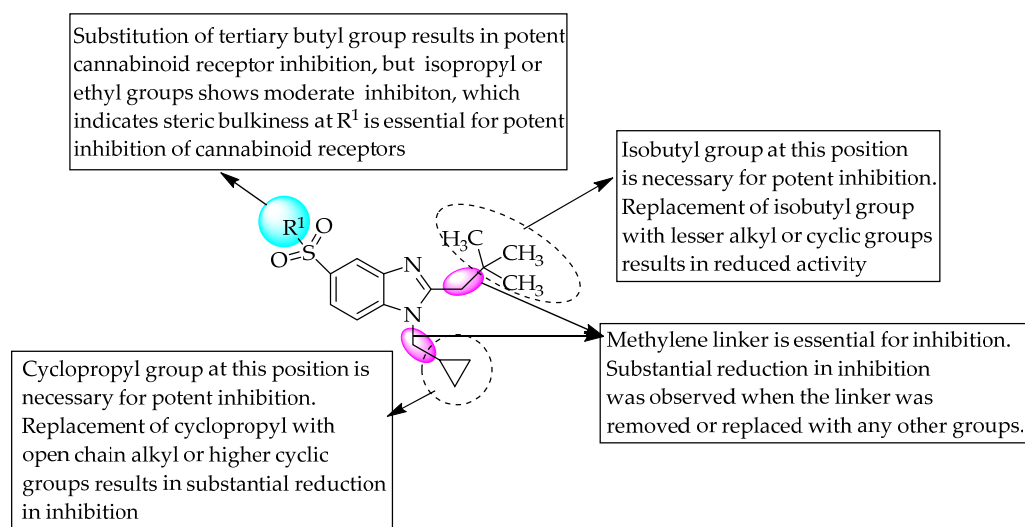 Substitution of tertiary butyl group results in potent
cannabinoid receptor inhibition, but isopropyl or
ethyl groups shows moderate inhibiton, which
indicates steric bulkiness at R¹ is essential for potent
inhibition of cannabinoid receptors
Isobutyl group at this position
is necessary for potent inhibition.
Replacement of isobutyl group
with lesser alkyl or cyclic groups
results in reduced activity
R¹
O
S
O
H₃C
CH₃
CH₃
N
N
Methylene linker is essential for inhibition.
Substantial reduction in inhibition
was observed when the linker was
removed or replaced with any other groups.
Cyclopropyl group at this position is
necessary for potent inhibition.
Replacement of cyclopropyl with
open chain alkyl or higher cyclic
groups results in substantial reduction
in inhibition